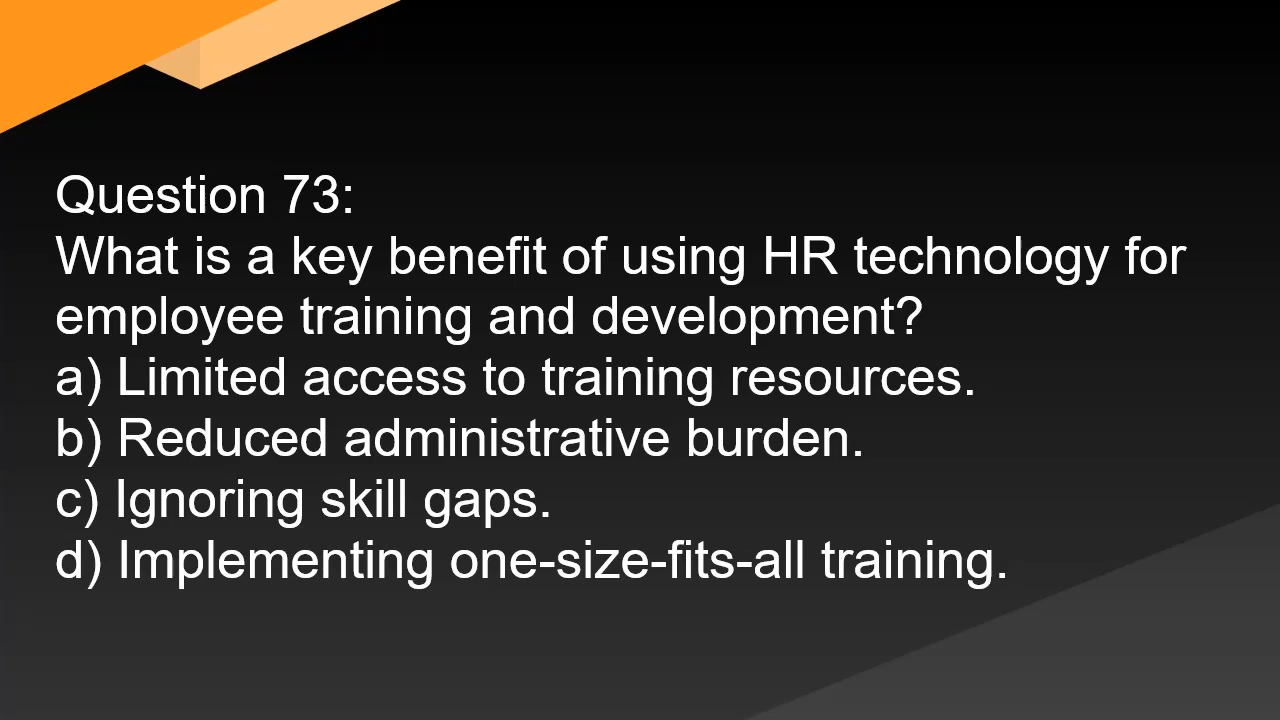 Question 73:
What is a key benefit of using HR technology for
employee training and development?
a) Limited access to training resources.
b) Reduced administrative burden.
c) Ignoring skill gaps.
d) Implementing one-size-fits-all training.